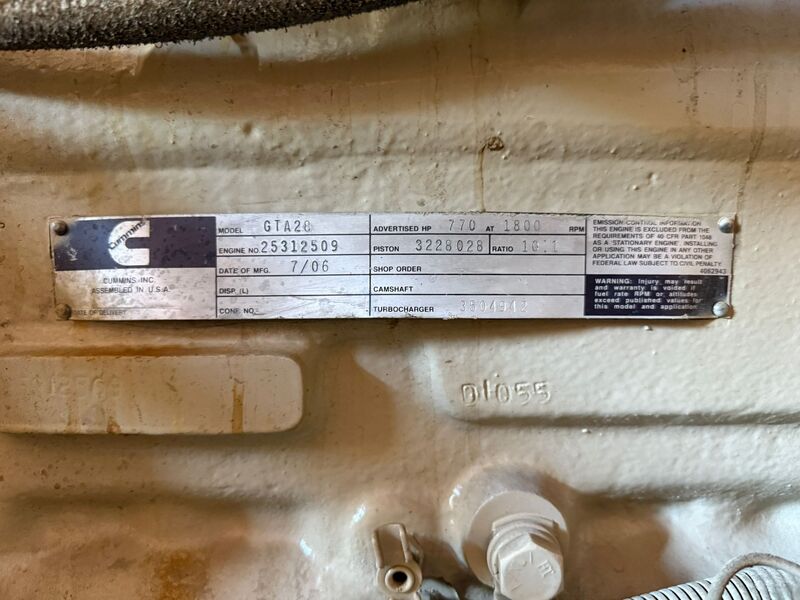 Cummins
CUMMINS INC.
ASSEMBLED IN U.S.A.
DATE OF DELIVERY
MODEL GTA28
ENGINE NO. 25312509
DATE OF MFG. 7/06
DISP. (L)
CONF. NO.
ADVERTISED HP 770 AT 1800 RPM
PISTON 3228028 RATIO 10:1
SHOP ORDER
CAMSHAFT
TURBOCHARGER 3804942
EMISSION CONTROL INFORMATION
THIS ENGINE IS EXCLUDED FROM THE
REQUIREMENTS OF 40 CFR PART 1048
AS A "STATIONARY ENGINE". INSTALLING
OR USING THIS ENGINE IN ANY OTHER
APPLICATION MAY BE A VIOLATION OF
FEDERAL LAW SUBJECT TO CIVIL PENALTY
4062943
WARNING: Injury may result
and warranty is voided if
fuel rate RPM or altitudes
exceed published values for
this model and application.
D1055